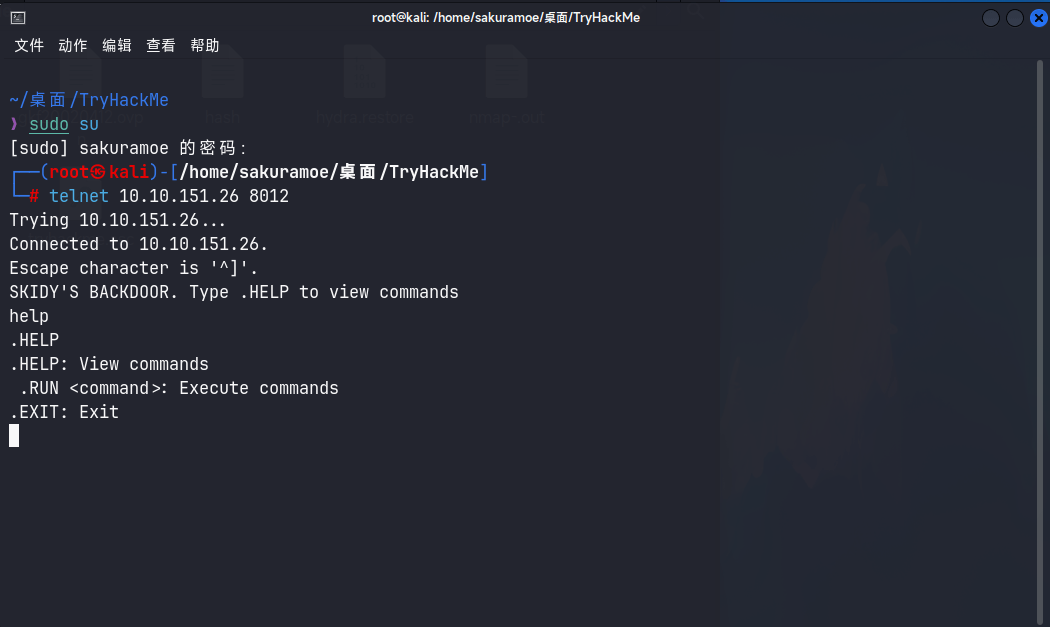 root@kali: /home/sakuramoe/桌面/TryHackMe
文件 动作 编辑 查看 帮助
~/桌面/TryHackMe
❯ sudo su
[sudo] sakuramoe 的密码：
┌──(root㉿kali)-[/home/sakuramoe/桌面/TryHackMe]
└─# telnet 10.10.151.26 8012
Trying 10.10.151.26...
Connected to 10.10.151.26.
Escape character is '^]'.
SKIDY'S BACKDOOR. Type .HELP to view commands
help
.HELP
.HELP: View commands
 .RUN <command>: Execute commands
.EXIT: Exit